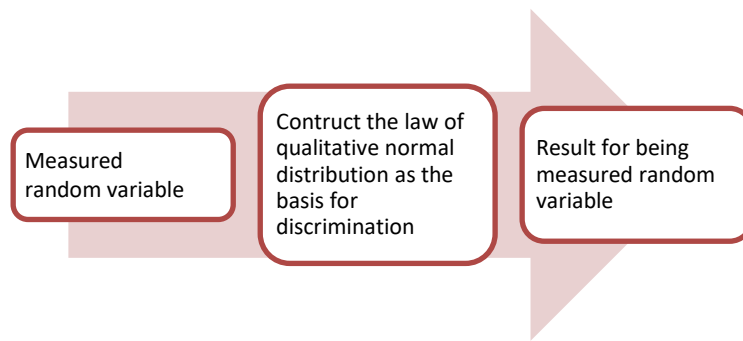 Measured
random variable
Contruct the law of
qualitative normal
distribution as the
basis for
discrimination
Result for being
measured random
variable